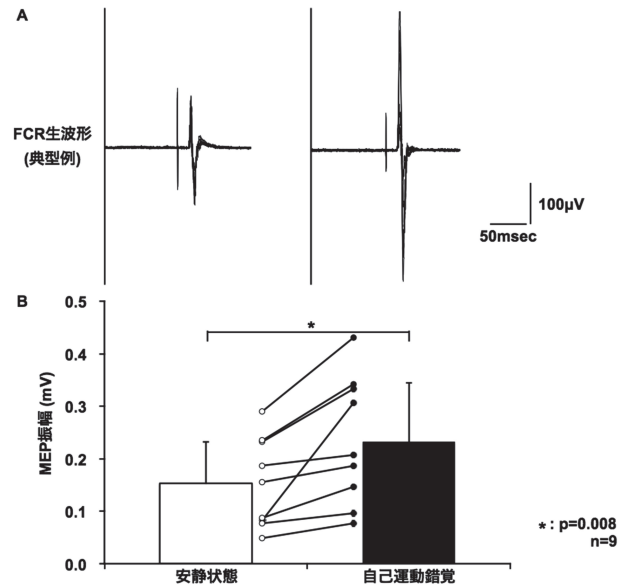 A
FCR生波形
(典型例)
100μV
50msec
B
MEP振幅 (mV)
0.5
0.4
0.3
0.2
0.1
0.0
*
安静状態
自己運動錯覚
*: p=0.008
n=9